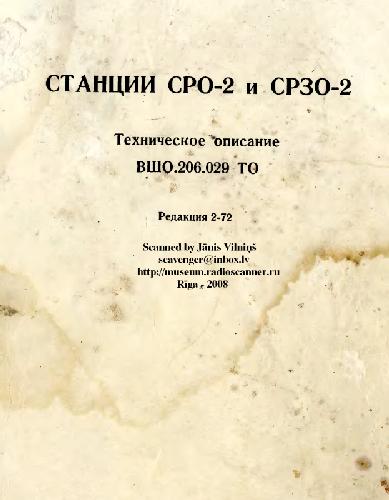 СТАНЦИИ СРО-2 и СРЗО-2
Техническое описание
ВШО.206.029 ТО
Редакция 2-72
Scanned by Jānis Vilniņš
scavenger@inbox.lv
http://museum.radioscanner.ru
Riga, 2008